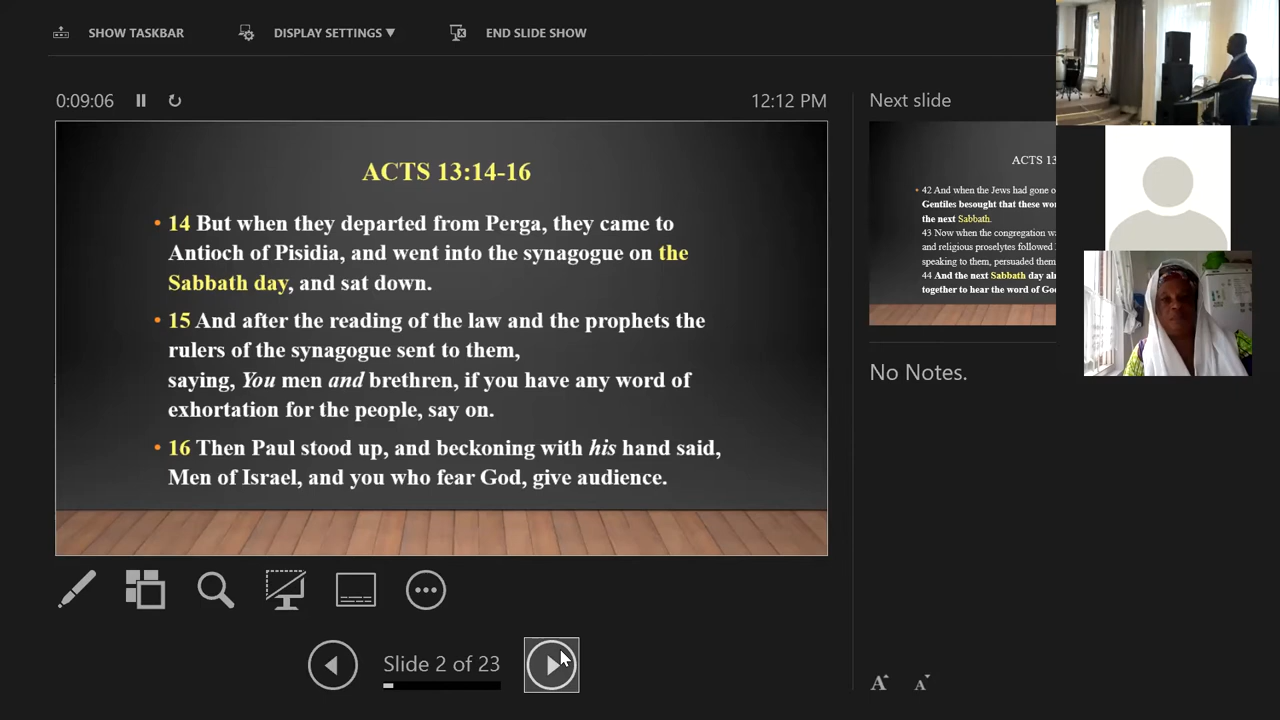 SHOW TASKBAR
DISPLAY SETTINGS ▼
END SLIDE SHOW
0:09:06
12:12 PM
Next slide
ACTS 13:14-16
• 14 But when they departed from Perga, they came to
Antioch of Pisidia, and went into the synagogue on the
Sabbath day, and sat down.
• 15 And after the reading of the law and the prophets the
rulers of the synagogue sent to them,
saying, You men and brethren, if you have any word of
exhortation for the people, say on.
• 16 Then Paul stood up, and beckoning with his hand said,
Men of Israel, and you who fear God, give audience.
ACTS 13
• 42 And when the Jews had gone
Gentiles besought that these
the next Sabbath.
43 Now when the congregation
and religious proselytes followed
speaking to them, persuaded them
44 And the next Sabbath day
together to hear the word of
No Notes.
Slide 2 of 23
A A